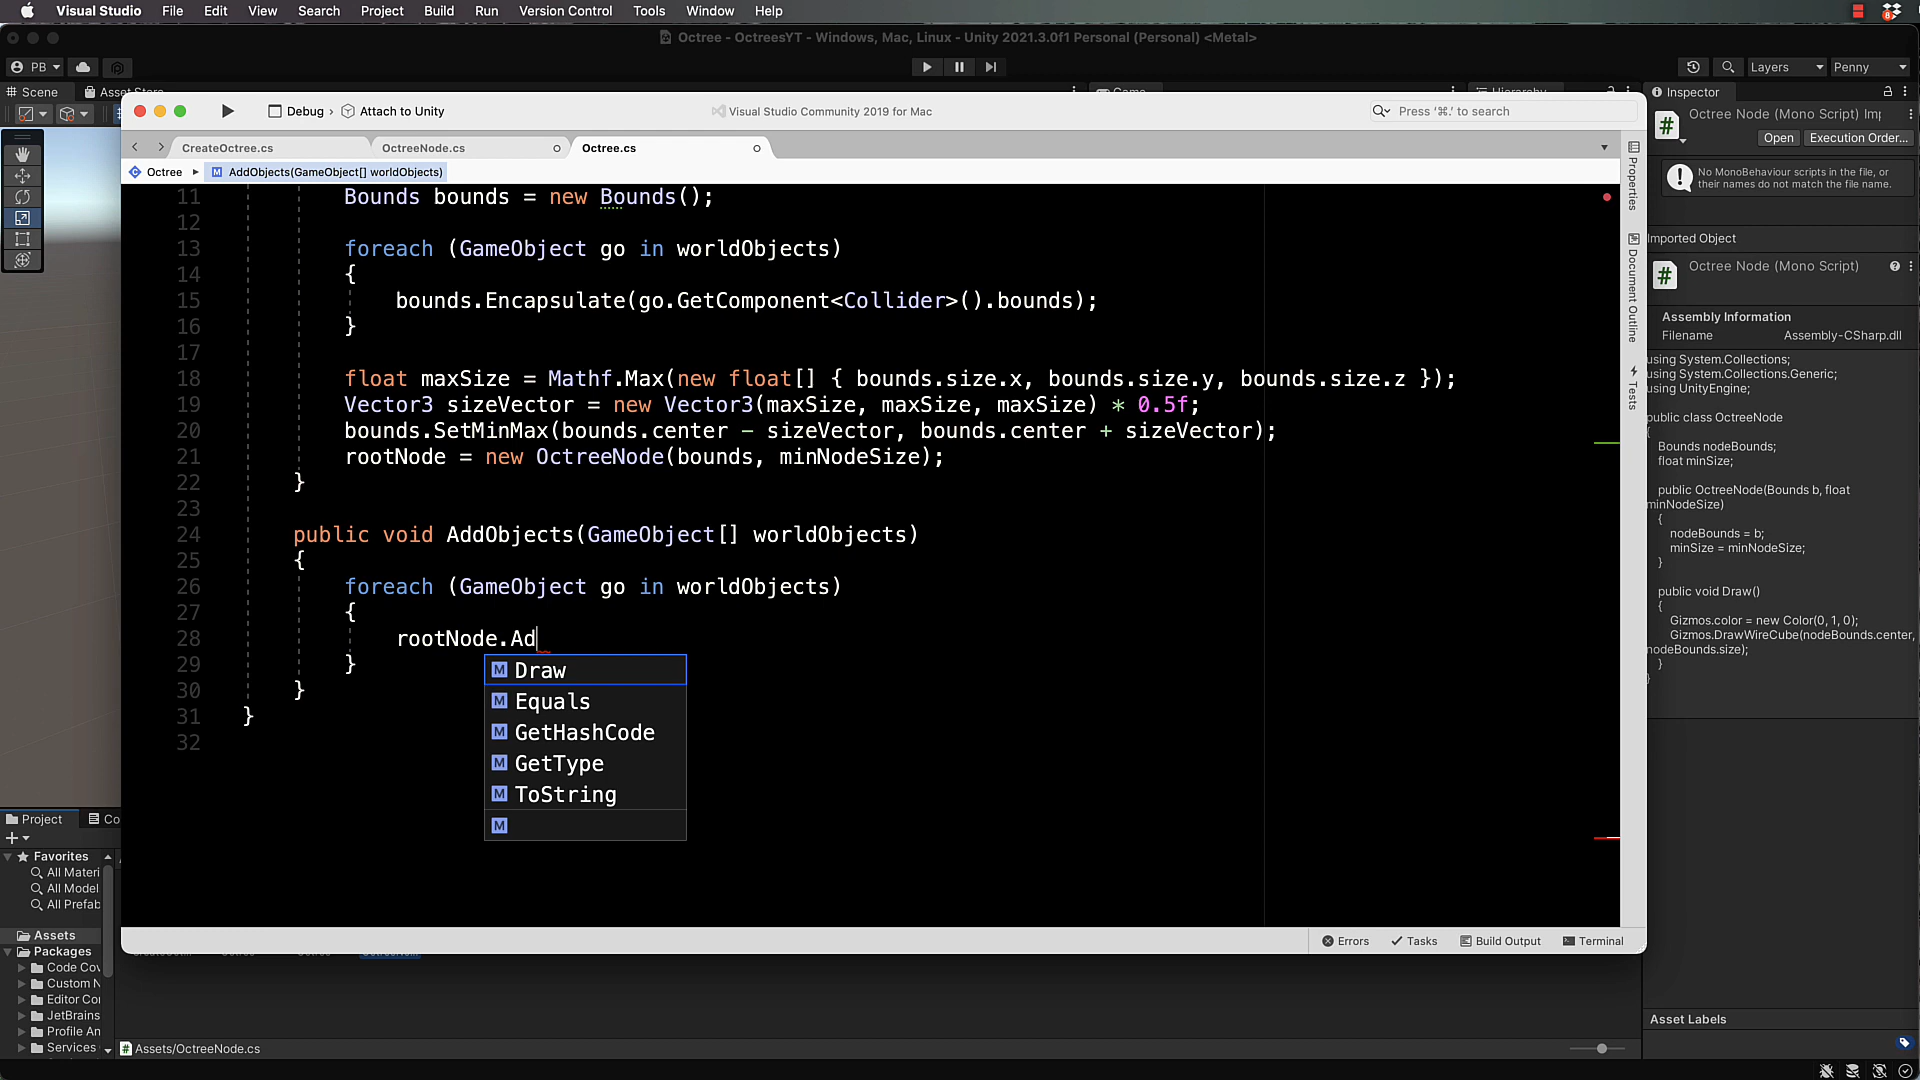 Visual Studio File Edit View Search Project Build Run Version Control Tools Window Help
8
Octree - OctreesYT - Windows, Mac, Linux - Unity 2021.3.0f1 Personal (Personal) <Metal>
PB Layers Penny
Scene Inspector
Debug › Attach to Unity Visual Studio Community 2019 for Mac Press '⌘.' to search
CreateOctree.cs OctreeNode.cs Octree.cs
Octree AddObjects(GameObject[] worldObjects)
11 Bounds bounds = new Bounds();
12
13 foreach (GameObject go in worldObjects)
14 {
15 bounds.Encapsulate(go.GetComponent<Collider>().bounds);
16 }
17
18 float maxSize = Mathf.Max(new float[] { bounds.size.x, bounds.size.y, bounds.size.z });
19 Vector3 sizeVector = new Vector3(maxSize, maxSize, maxSize) * 0.5f;
20 bounds.SetMinMax(bounds.center - sizeVector, bounds.center + sizeVector);
21 rootNode = new OctreeNode(bounds, minNodeSize);
22 }
23
24 public void AddObjects(GameObject[] worldObjects)
25 {
26 foreach (GameObject go in worldObjects)
27 {
28 rootNode.Ad
29 }
30 }
31 }
32
M Draw
M Equals
M GetHashCode
M GetType
M ToString
M
Properties
Document Outline
Tests
Errors Tasks Build Output Terminal
# Octree Node (Mono Script) Imp
Open Execution Order...
No MonoBehaviour scripts in the file, or
their names do not match the file name.
Imported Object
# Octree Node (Mono Script)
Assembly Information
Filename Assembly-CSharp.dll
using System.Collections;
using System.Collections.Generic;
using UnityEngine;
public class OctreeNode
{
Bounds nodeBounds;
float minSize;
public OctreeNode(Bounds b, float
minNodeSize)
{
nodeBounds = b;
minSize = minNodeSize;
}
public void Draw()
{
Gizmos.color = new Color(0, 1, 0);
Gizmos.DrawWireCube(nodeBounds.center,
nodeBounds.size);
}
}
Asset Labels
Project Co
Favorites
All Materi
All Model
All Prefab
Assets
Packages
Code Cov
Custom N
Editor Cor
JetBrains
Profile An
Services
Assets/OctreeNode.cs